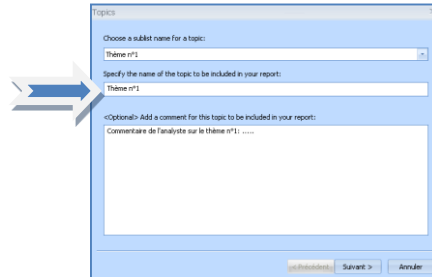 Topics
Choose a sublist name for a topic:
Thème n°1
Specify the name of the topic to be included in your report:
Thème n°1
<Optional> Add a comment for this topic to be included in your report:
Commentaire de l'analyste sur le thème n°1: .....
< Précédent
Suivant >
Annuler